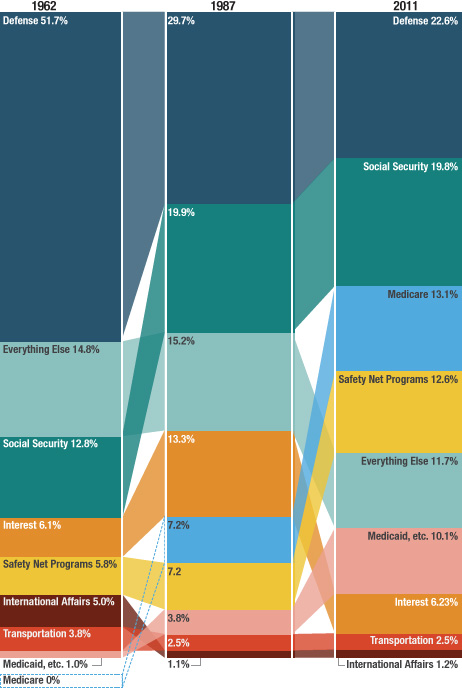 1962
1987
2011
Defense 51.7%
Everything Else 14.8%
Social Security 12.8%
Interest 6.1%
Safety Net Programs 5.8%
International Affairs 5.0%
Transportation 3.8%
Medicaid, etc. 1.0%
Medicare 0%
29.7%
19.9%
15.2%
13.3%
7.2%
7.2
3.8%
2.5%
1.1%
Defense 22.6%
Social Security 19.8%
Medicare 13.1%
Safety Net Programs 12.6%
Everything Else 11.7%
Medicaid, etc. 10.1%
Interest 6.23%
Transportation 2.5%
International Affairs 1.2%